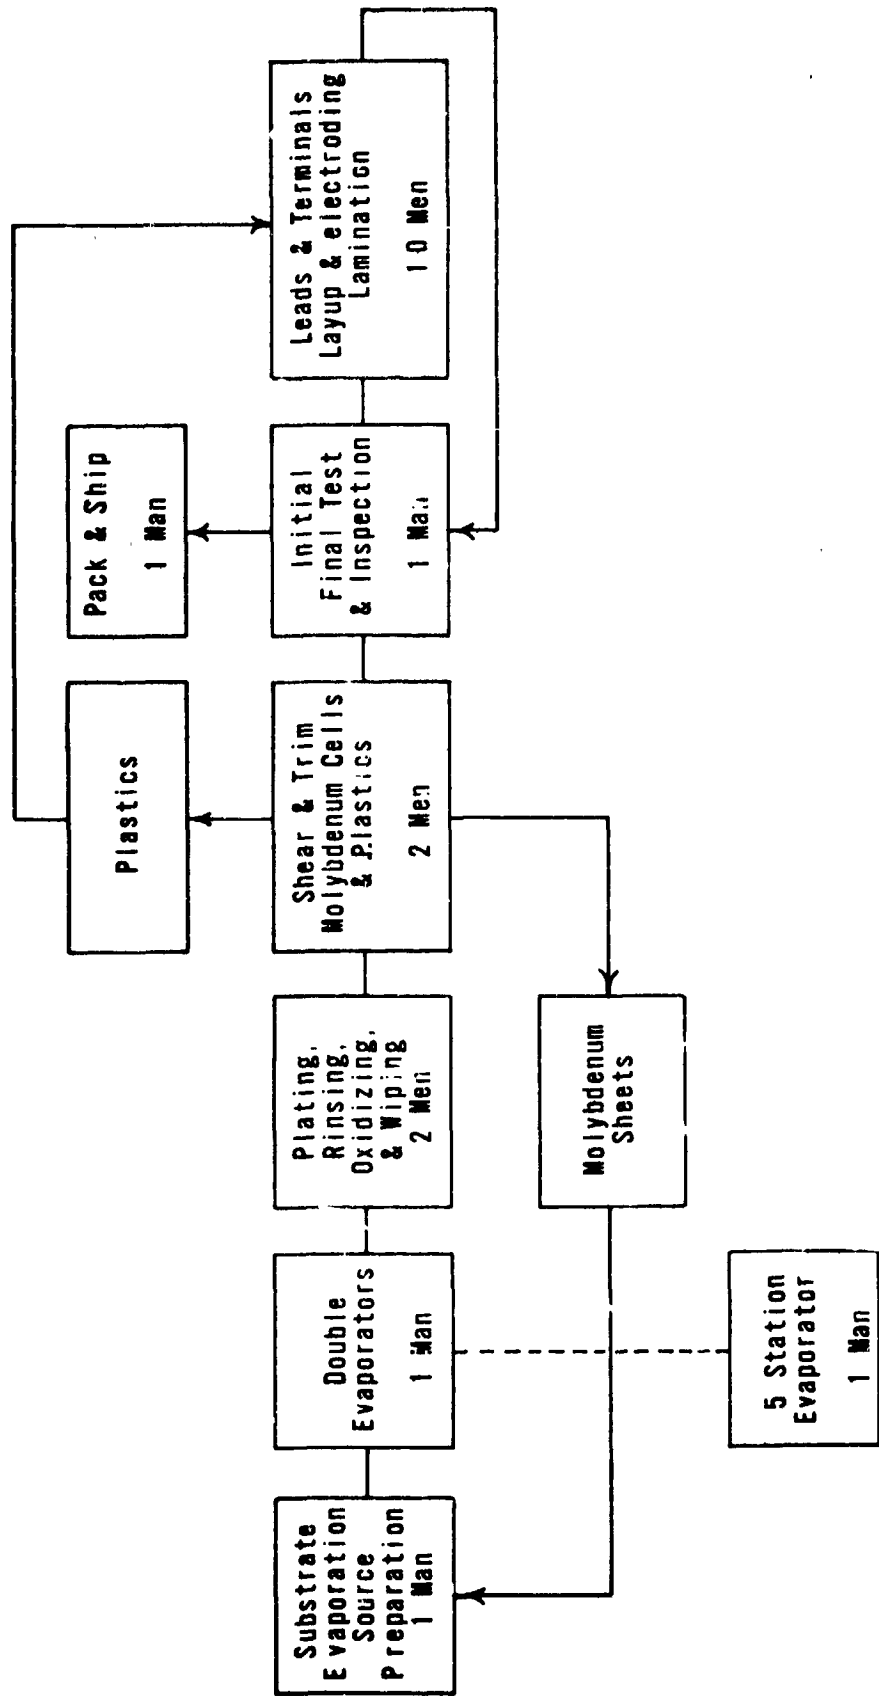 Substrate
Evaporation
Source
Preparation
1 Man
Double
Evaporators
1 Man
5 Station
Evaporator
1 Man
Plating,
Rinsing,
Oxidizing,
& Wiping
2 Men
Molybdenum
Sheets
Plastics
Shear & Trim
Molybdenum Cells
& Plastics
2 Men
Pack & Ship
1 Man
Initial
Final Test
& Inspection
1 Man
Leads & Terminals
Layup & electroding
Lamination
10 Men